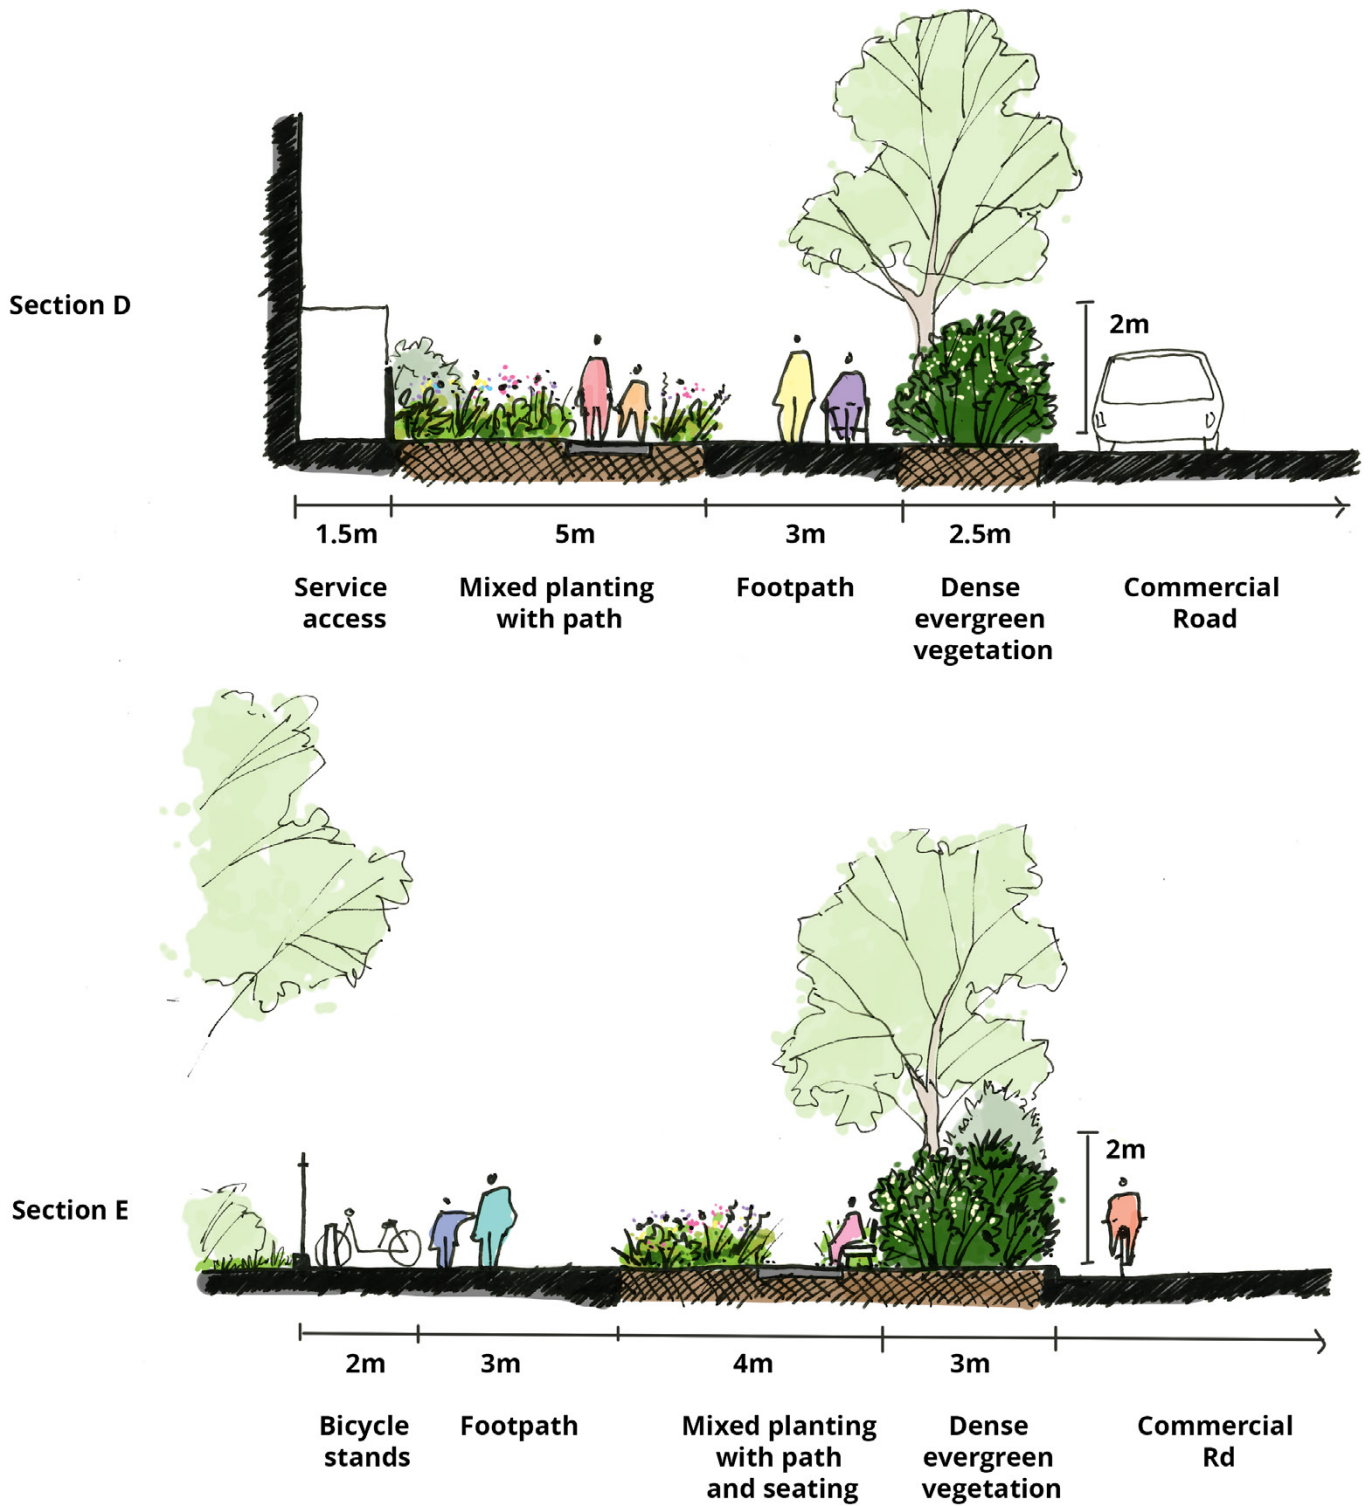 Section D
2m
1.5m
5m
3m
2.5m
Service
access
Mixed planting
with path
Footpath
Dense
evergreen
vegetation
Commercial
Road
Section E
2m
2m
3m
4m
3m
Bicycle
stands
Footpath
Mixed planting
with path
and seating
Dense
evergreen
vegetation
Commercial
Rd